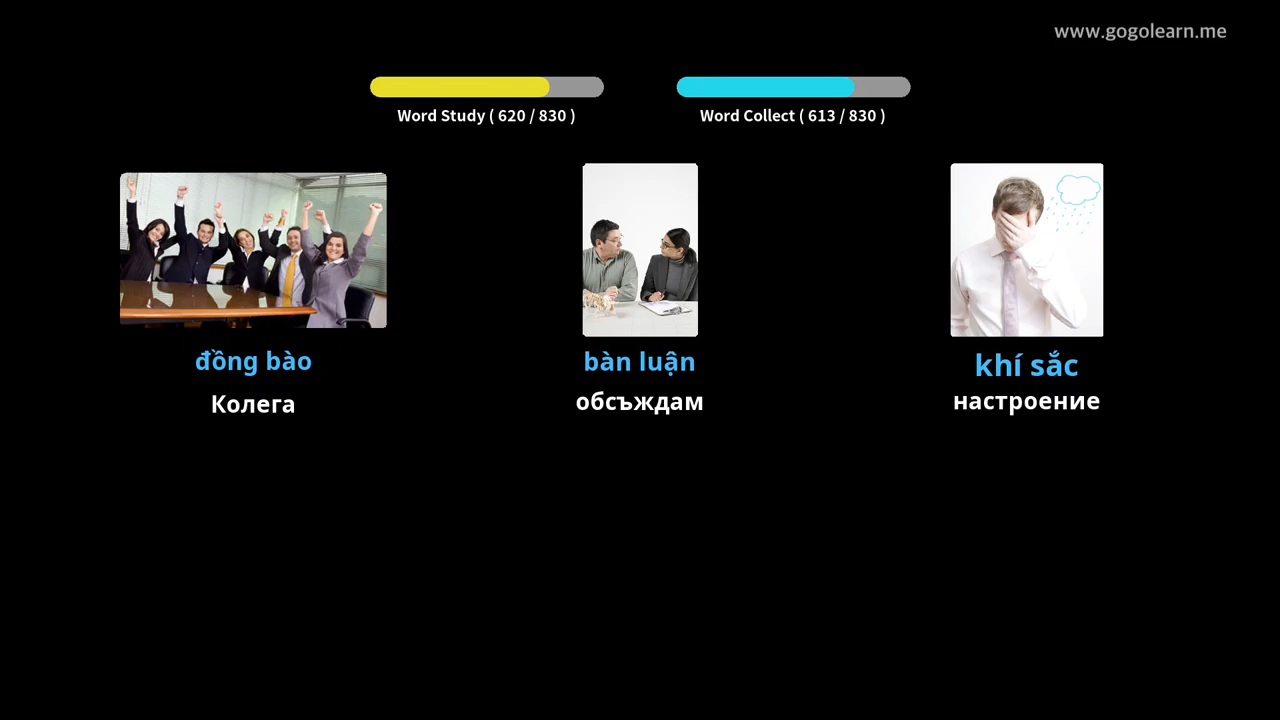 www.gogolearn.me
Word Study ( 620 / 830 )
Word Collect ( 613 / 830 )
đồng bào
Колега
bàn luận
обсъждам
khí sắc
настроение